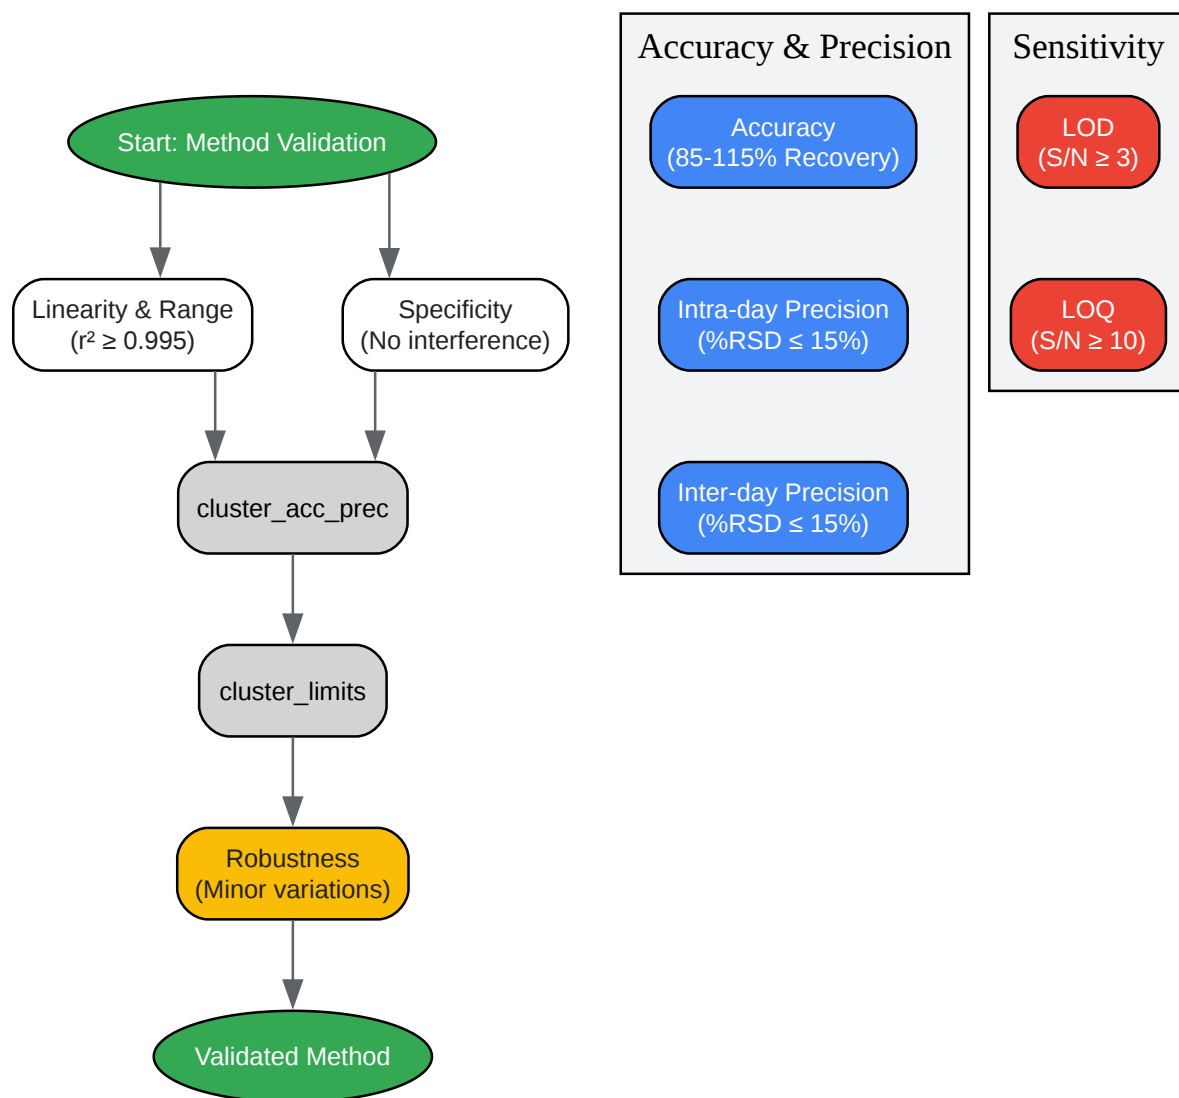 Start: Method Validation
Linearity & Range
(r² ≥ 0.995)
Specificity
(No interference)
cluster_acc_prec
cluster_limits
Robustness
(Minor variations)
Validated Method
Accuracy & Precision
Accuracy
(85-115% Recovery)
Intra-day Precision
(%RSD ≤ 15%)
Inter-day Precision
(%RSD ≤ 15%)
Sensitivity
LOD
(S/N ≥ 3)
LOQ
(S/N ≥ 10)